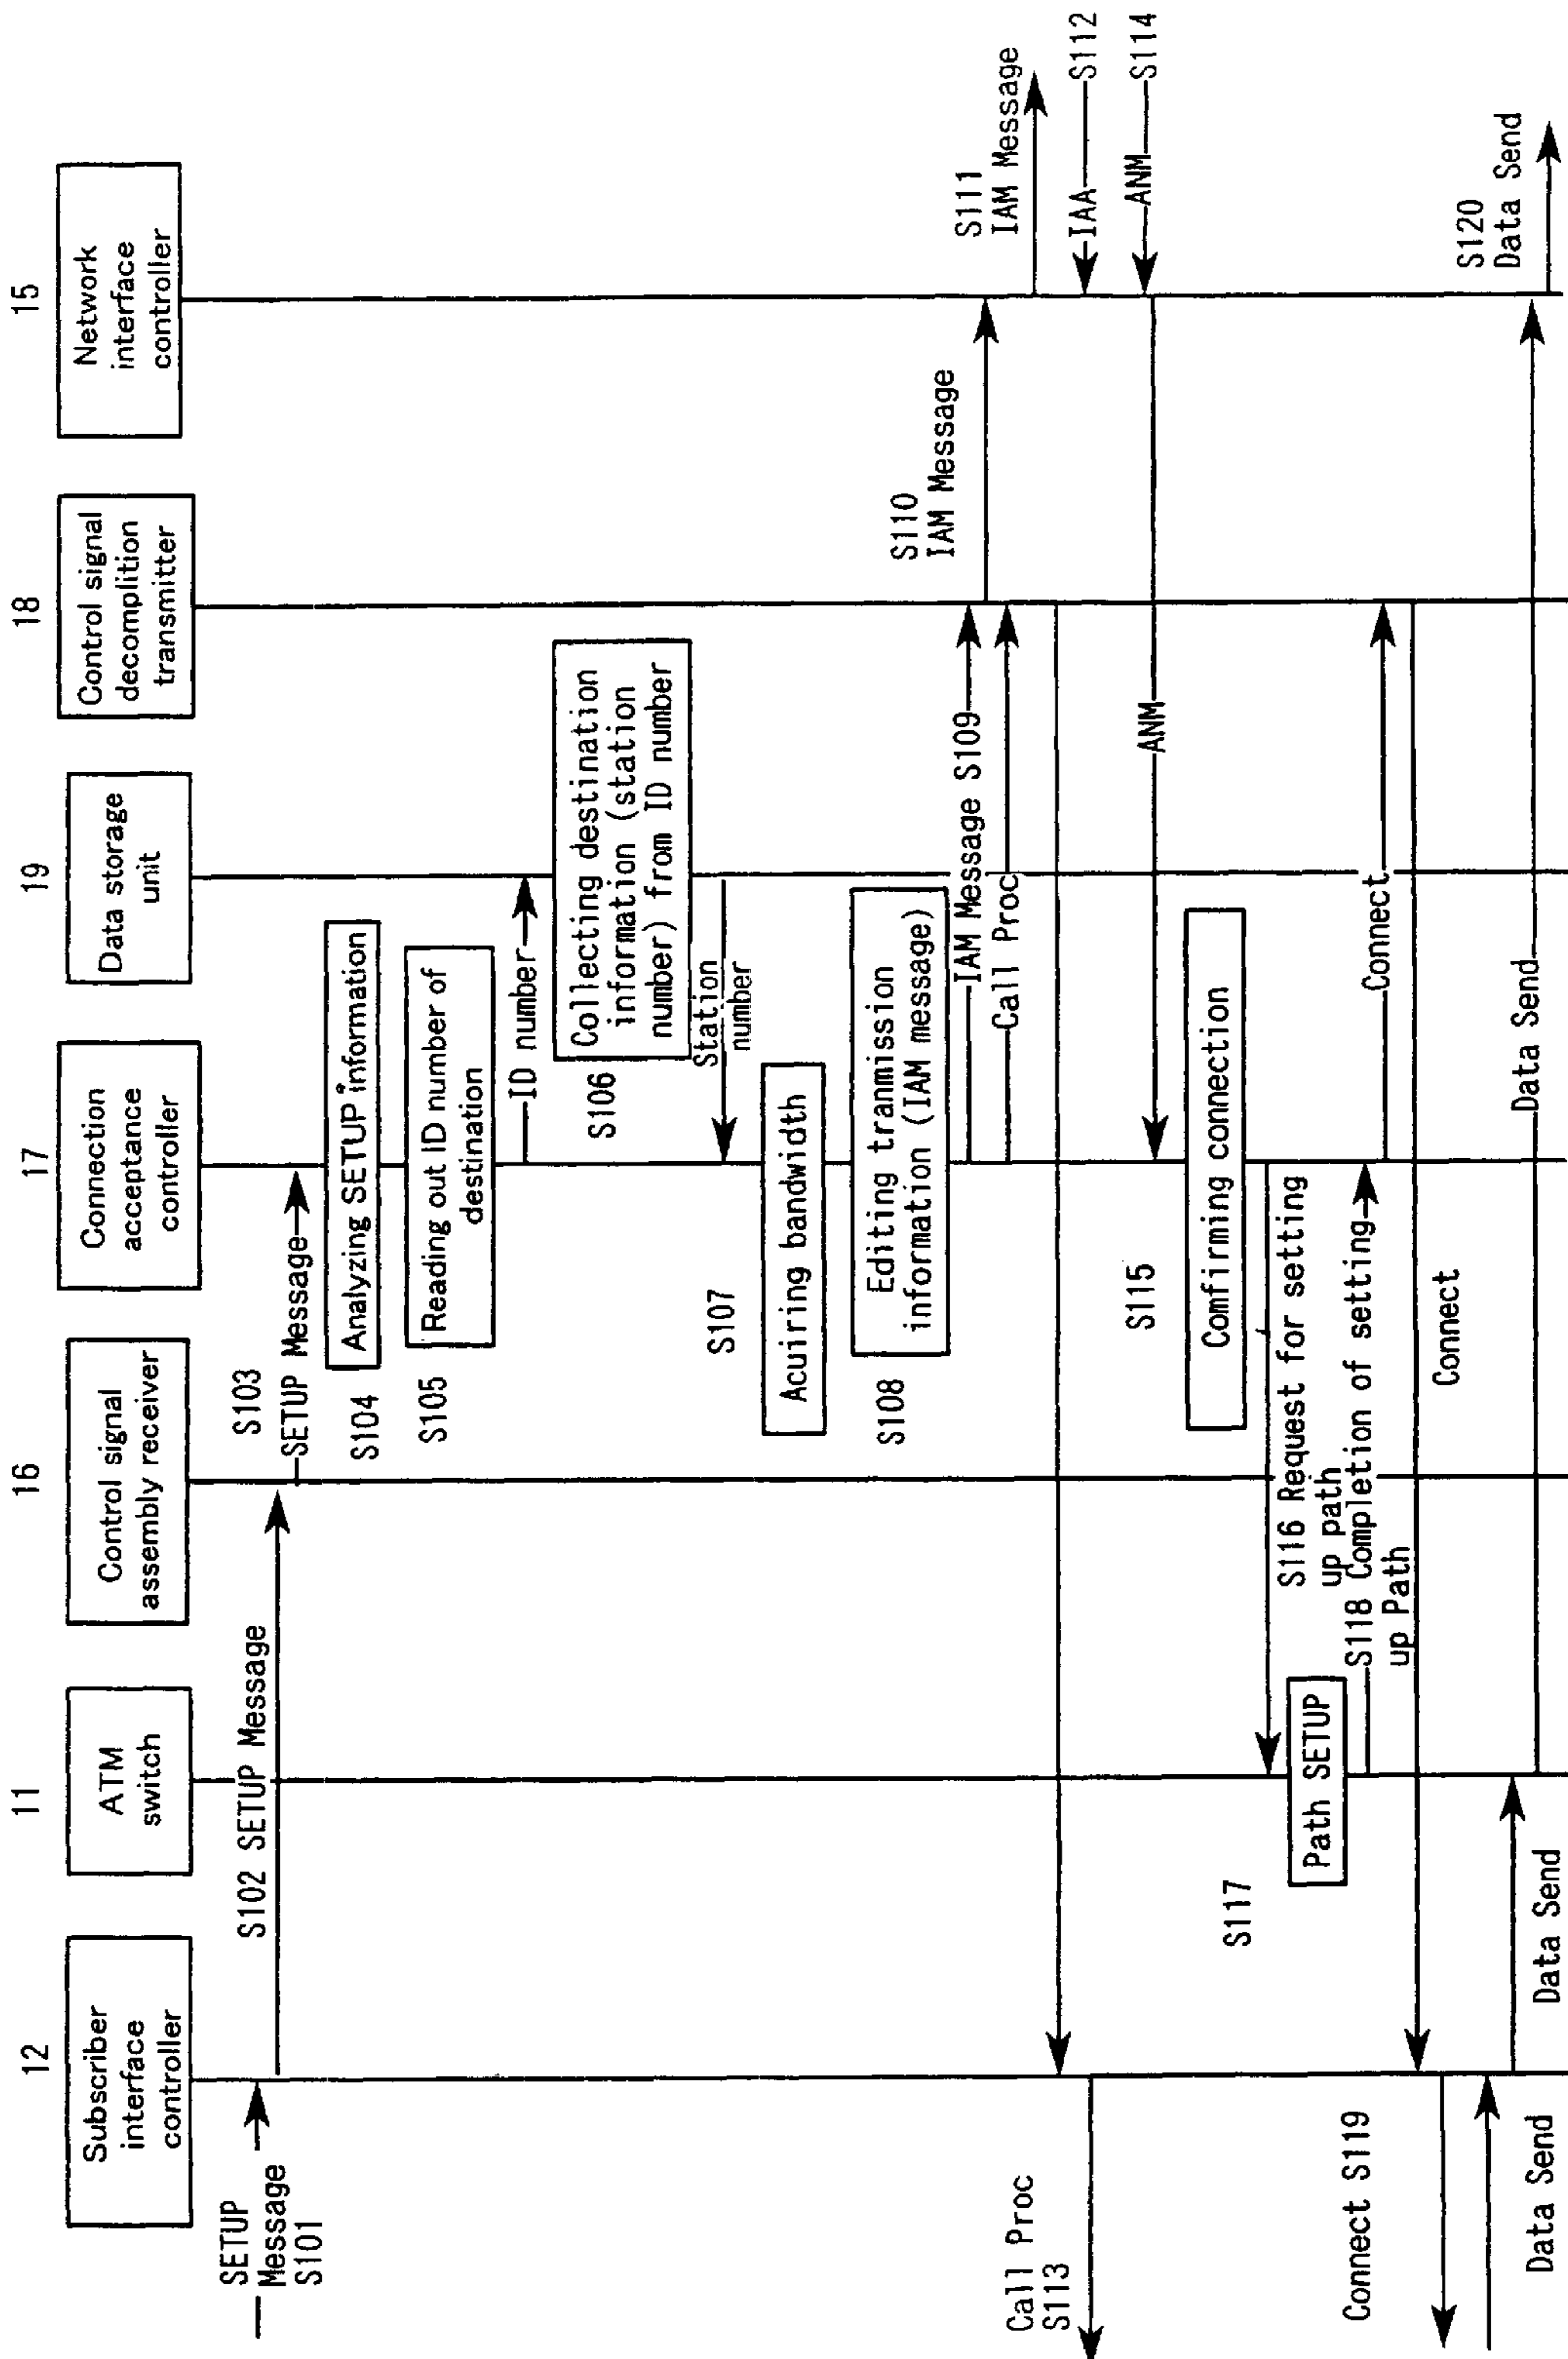 12
Subscriber
interface
controller
11
ATM
switch
16
Control signal
assembly receiver
17
Connection
acceptance
controller
19
Data storage
unit
18
Control signal
decomplition
transmitter
15
Network
interface
controller
SETUP
Message
S101
S102 SETUP Message
S103
SETUP Message
S104
Analyzing SETUP information
S105
Reading out ID number of
destination
ID number
S106
Collecting destination
information (station
number) from ID number
Station
number
S107
Acuiring bandwidth
S108
Editing tranmission
information (IAM message)
IAM Message S109
Call Proc
S110
IAM Message
S111
IAM Message
IAA
S112
Call Proc
S113
ANM
S114
ANM
S115
Comfirming connection
S116 Request for setting
up path
S117
Path SETUP
S118 Completion of setting
up Path
Connect
Connect
Connect S119
Data Send
Data Send
Data Send
S120
Data Send